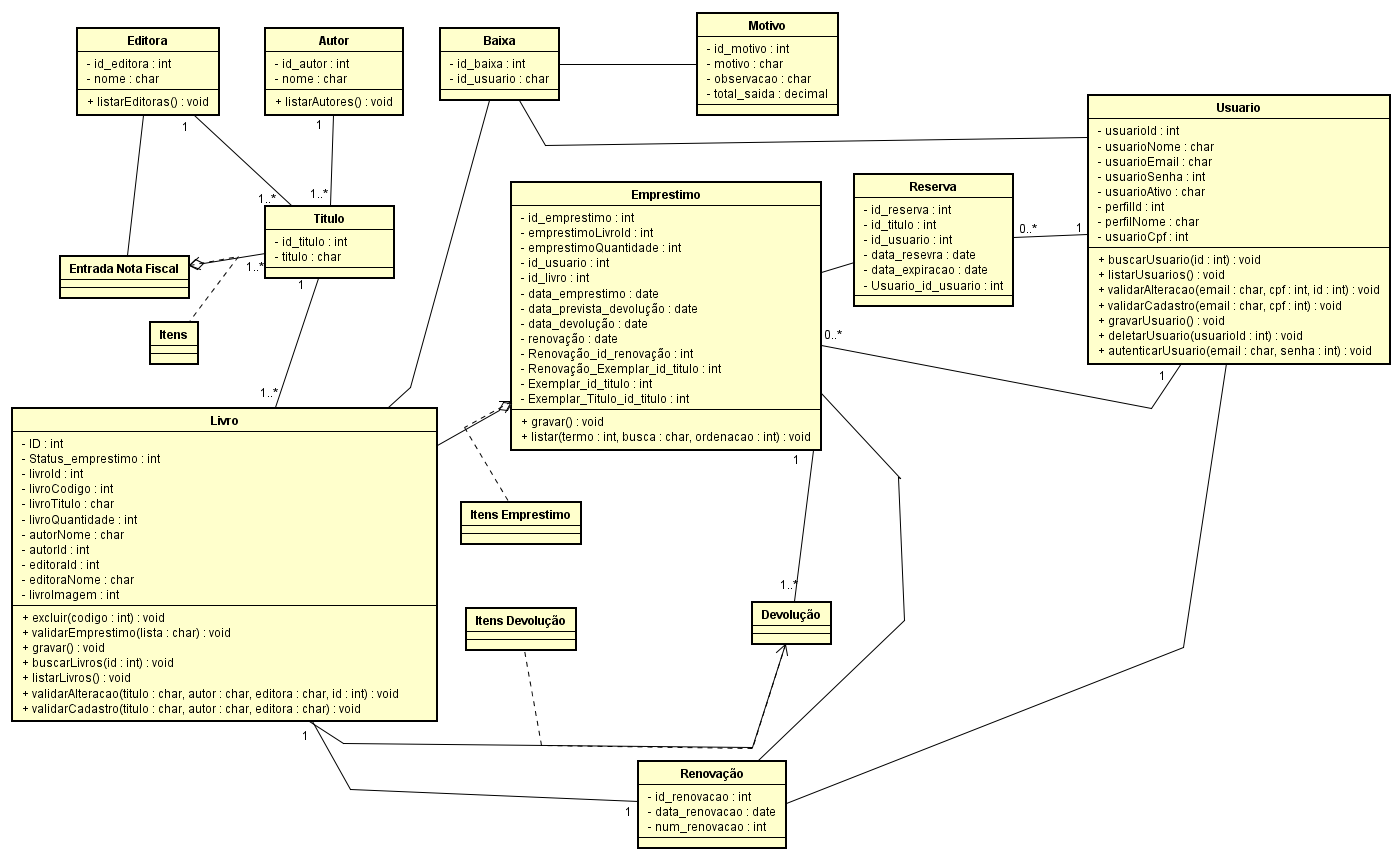 Editora
- id_editora : int
- nome : char
+ listarEditoras() : void
Autor
- id_autor : int
- nome : char
+ listarAutores() : void
Baixa
- id_baixa : int
- id_usuario : char
Motivo
- id_motivo : int
- motivo : char
- observacao : char
- total_saida : decimal
Usuario
- usuarioId : int
- usuarioNome : char
- usuarioEmail : char
- usuarioSenha : int
- usuarioAtivo : char
- perfilId : int
- perfilNome : char
- usuarioCpf : int
+ buscarUsuario(id : int) : void
+ listarUsuarios() : void
+ validarAlteracao(email : char, cpf : int, id : int) : void
+ validarCadastro(email : char, cpf : int) : void
+ gravarUsuario() : void
+ deletarUsuario(usuarioId : int) : void
+ autenticarUsuario(email : char, senha : int) : void
1
1
1..*
1..*
Titulo
- id_titulo : int
- titulo : char
Entrada Nota Fiscal
1..*
1
Itens
Emprestimo
- id_emprestimo : int
- emprestimoLivroId : int
- emprestimoQuantidade : int
- id_usuario : int
- id_livro : int
- data_emprestimo : date
- data_prevista_devolução : date
- data_devolução : date
- renovação : date
- Renovação_id_renovação : int
- Renovação_Exemplar_id_titulo : int
- Exemplar_id_titulo : int
- Exemplar_Titulo_id_titulo : int
+ gravar() : void
+ listar(termo : int, busca : char, ordenacao : int) : void
Reserva
- id_reserva : int
- id_titulo : int
- id_usuario : int
- data_resevra : date
- data_expiracao : date
- Usuario_id_usuario : int
0..*
1
0..*
1
1..*
Livro
- ID : int
- Status_emprestimo : int
- livroId : int
- livroCodigo : int
- livroTitulo : char
- livroQuantidade : int
- autorNome : char
- autorId : int
- editoraId : int
- editoraNome : char
- livroImagem : int
+ excluir(codigo : int) : void
+ validarEmprestimo(lista : char) : void
+ gravar() : void
+ buscarLivros(id : int) : void
+ listarLivros() : void
+ validarAlteracao(titulo : char, autor : char, editora : char, id : int) : void
+ validarCadastro(titulo : char, autor : char, editora : char) : void
1
Itens Emprestimo
1..*
Itens Devolução
Devolução
1
Renovação
- id_renovacao : int
- data_renovacao : date
- num_renovacao : int
1